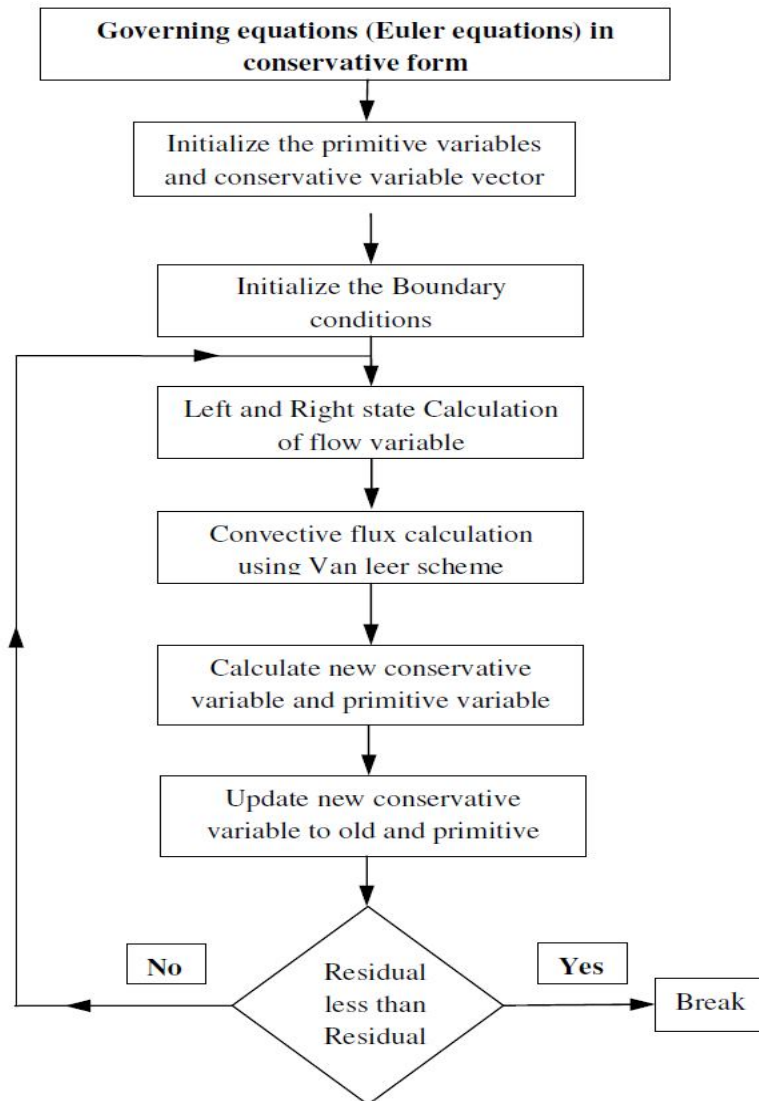 Governing equations (Euler equations) in
conservative form
Initialize the primitive variables
and conservative variable vector
Initialize the Boundary
conditions
Left and Right state Calculation
of flow variable
Convective flux calculation
using Van leer scheme
Calculate new conservative
variable and primitive variable
Update new conservative
variable to old and primitive
No
Residual
less than
Residual
Yes
Break